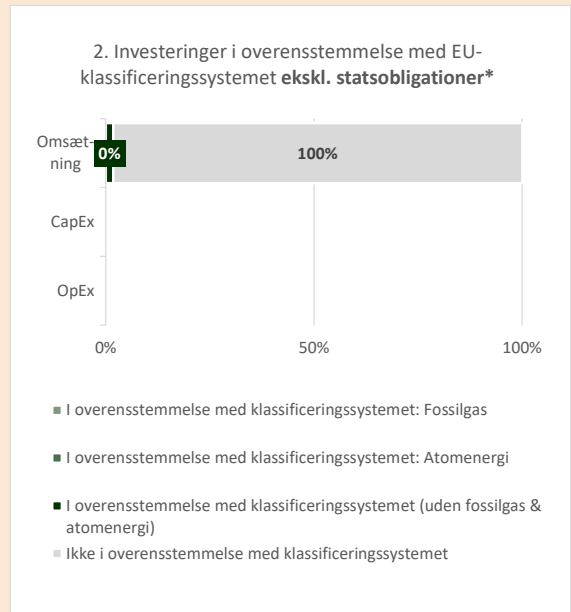 2. Investeringer i overensstemmelse med EU-
klassificeringssystemet ekskl. statsobligationer*
Omsæt-
ning
0%
100%
CapEx
OpEx
0%
50%
100%
I overensstemmelse med klassificeringssystemet: Fossilgas
I overensstemmelse med klassificeringssystemet: Atomenergi
I overensstemmelse med klassificeringssystemet (uden fossilgas &
atomenergi)
Ikke i overensstemmelse med klassificeringssystemet